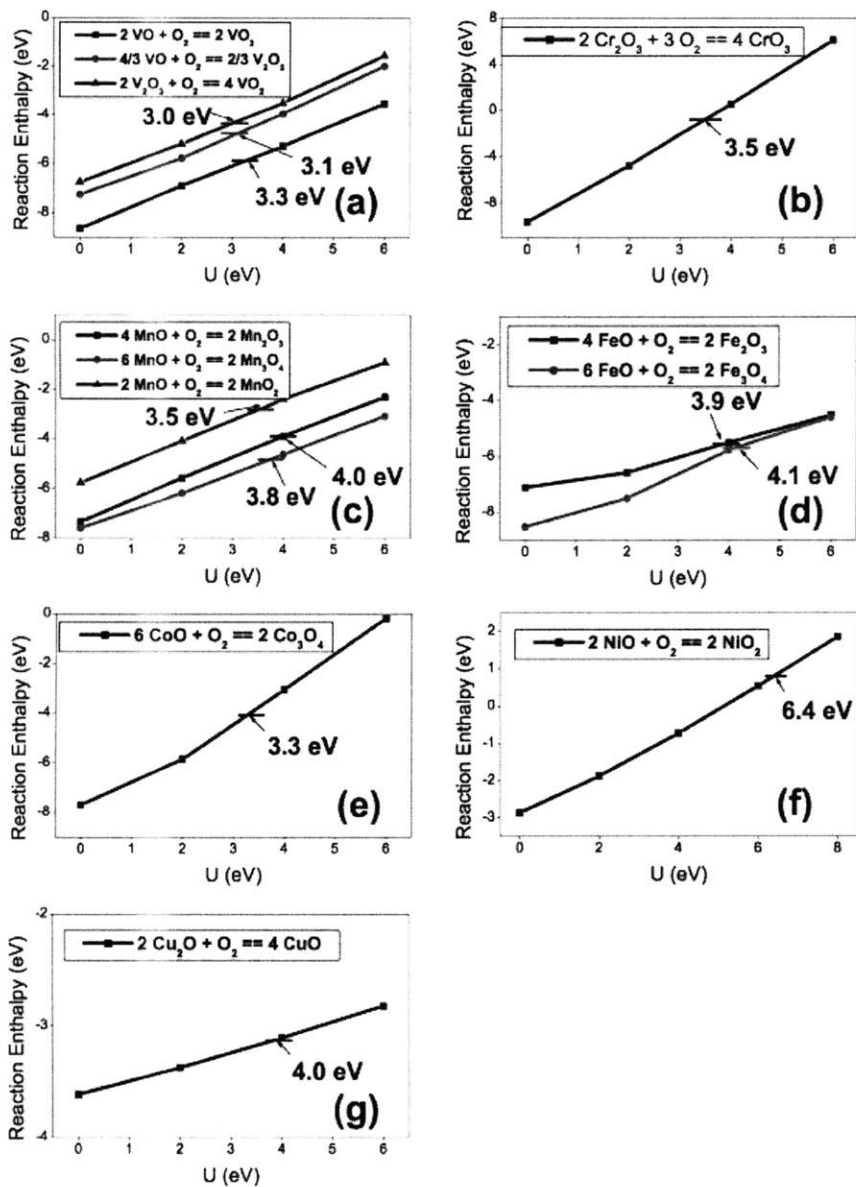 Reaction Enthalpy (eV)
0
-2
-4
-6
-8
2 VO + O₂ == 2 VO₂
4/3 VO + O₂ == 2/3 V₂O₅
2 V₂O₃ + O₂ == 4 VO₂
3.0 eV
3.1 eV
3.3 eV
(a)
0 1 2 3 4 5 6
U (eV)
Reaction Enthalpy (eV)
8
4
0
-4
-8
2 Cr₂O₃ + 3 O₂ == 4 CrO₃
3.5 eV
(b)
0 1 2 3 4 5 6
U (eV)
Reaction Enthalpy (eV)
0
-2
-4
-6
-8
4 MnO + O₂ == 2 Mn₂O₃
6 MnO + O₂ == 2 Mn₃O₄
2 MnO + O₂ == 2 MnO₂
3.5 eV
4.0 eV
3.8 eV
(c)
0 1 2 3 4 5 6
U (eV)
Reaction Enthalpy (eV)
-2
-4
-6
-8
4 FeO + O₂ == 2 Fe₂O₃
6 FeO + O₂ == 2 Fe₃O₄
3.9 eV
4.1 eV
(d)
0 1 2 3 4 5 6
U (eV)
Reaction Enthalpy (eV)
0
-2
-4
-6
-8
6 CoO + O₂ == 2 Co₃O₄
3.3 eV
(e)
0 1 2 3 4 5 6
U (eV)
Reaction Enthalpy (eV)
2
1
0
-1
-2
-3
2 NiO + O₂ == 2 NiO₂
6.4 eV
(f)
0 1 2 3 4 5 6 7 8
U (eV)
Reaction Enthalpy (eV)
-2
-3
-4
2 Cu₂O + O₂ == 4 CuO
4.0 eV
(g)
0 1 2 3 4 5 6
U (eV)